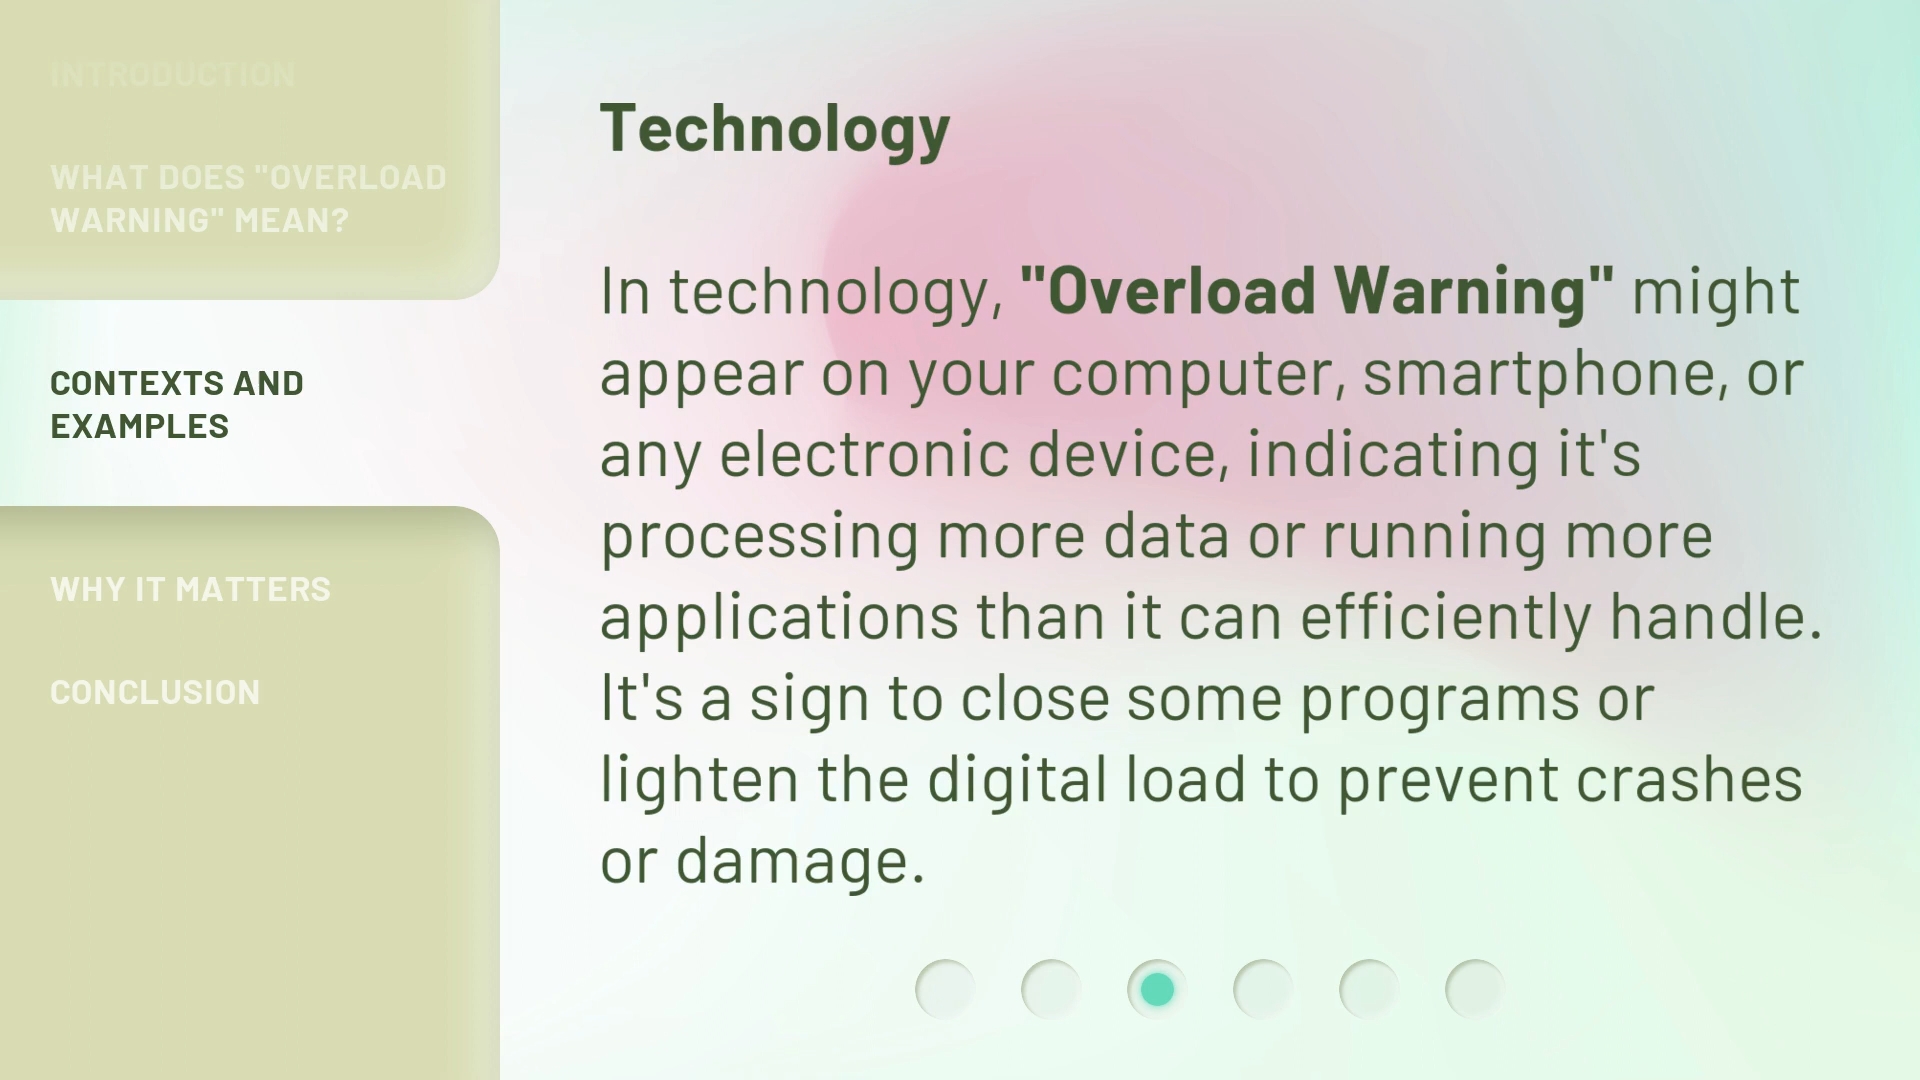 INTRODUCTION
WHAT DOES "OVERLOAD
WARNING" MEAN?
CONTEXTS AND
EXAMPLES
WHY IT MATTERS
CONCLUSION
Technology
In technology, "Overload Warning" might
appear on your computer, smartphone, or
any electronic device, indicating it's
processing more data or running more
applications than it can efficiently handle.
It's a sign to close some programs or
lighten the digital load to prevent crashes
or damage.